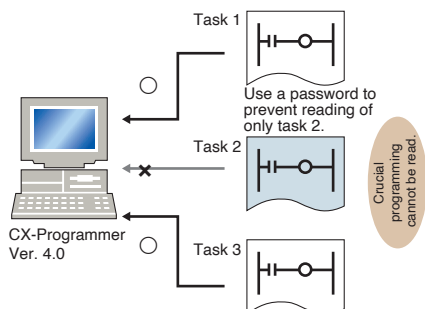 Task 1
Use a password to
prevent reading of
only task 2.
Task 2
Crucial
programming
cannot be read.
CX-Programmer
Ver. 4.0
Task 3